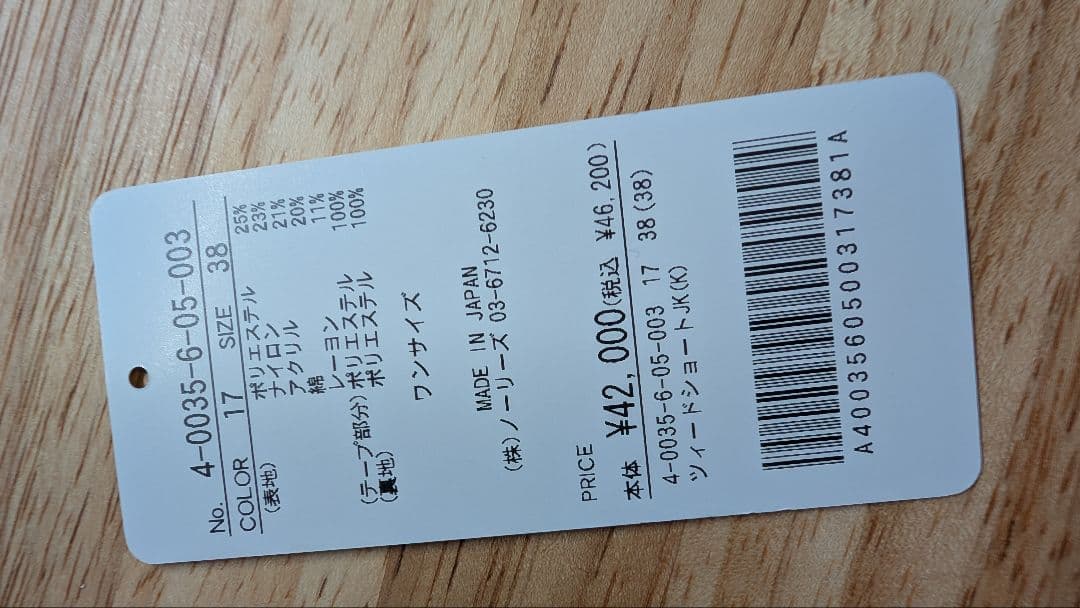 No. 4-0035-6-05-003
COLOR 17 SIZE 38
(表地) ポリエステル 25%
ナイロン 23%
アクリル 21%
綿 20%
レーヨン 11%
(テープ部分) ポリエステル 100%
(裏地) ポリエステル 100%
ワンサイズ
MADE IN JAPAN
(株)ノーリーズ 03-6712-6230
PRICE
本体 ¥42,000(税込 ¥46,200)
4-0035-6-05-003 17 38(38)
ツィードショートJK(K)
A4003560500317381A